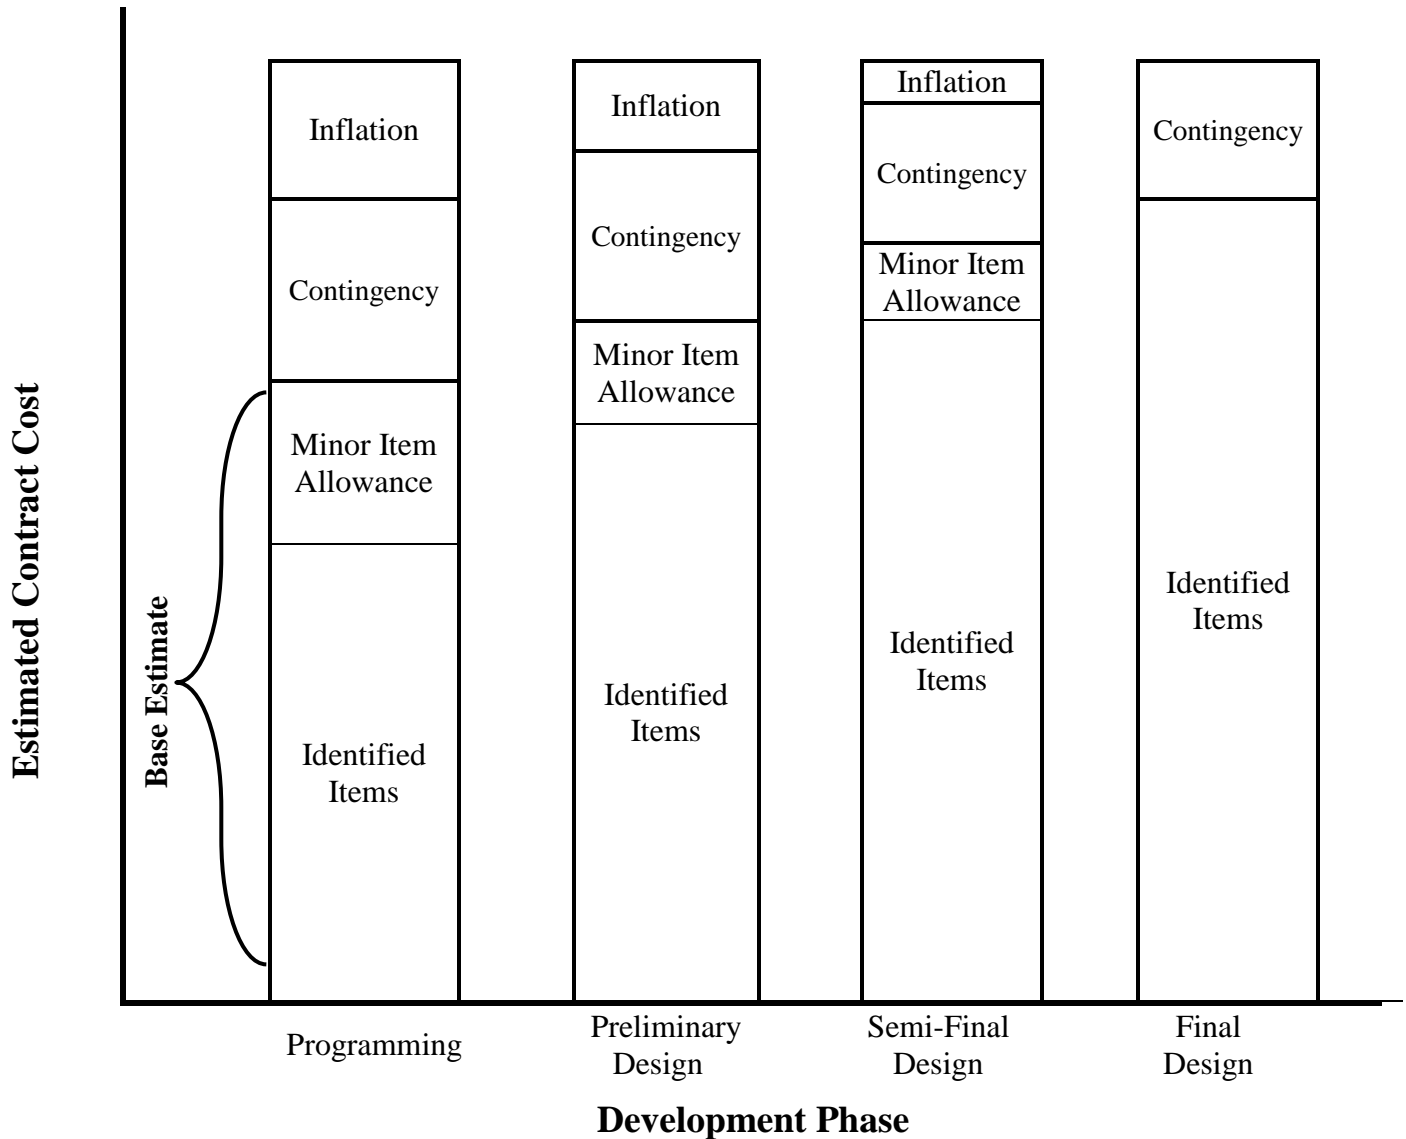 Estimated Contract Cost
Base Estimate
Inflation
Contingency
Minor Item
Allowance
Identified
Items
Inflation
Contingency
Minor Item
Allowance
Identified
Items
Inflation
Contingency
Minor Item
Allowance
Identified
Items
Contingency
Identified
Items
Programming
Preliminary
Design
Semi-Final
Design
Final
Design
Development Phase